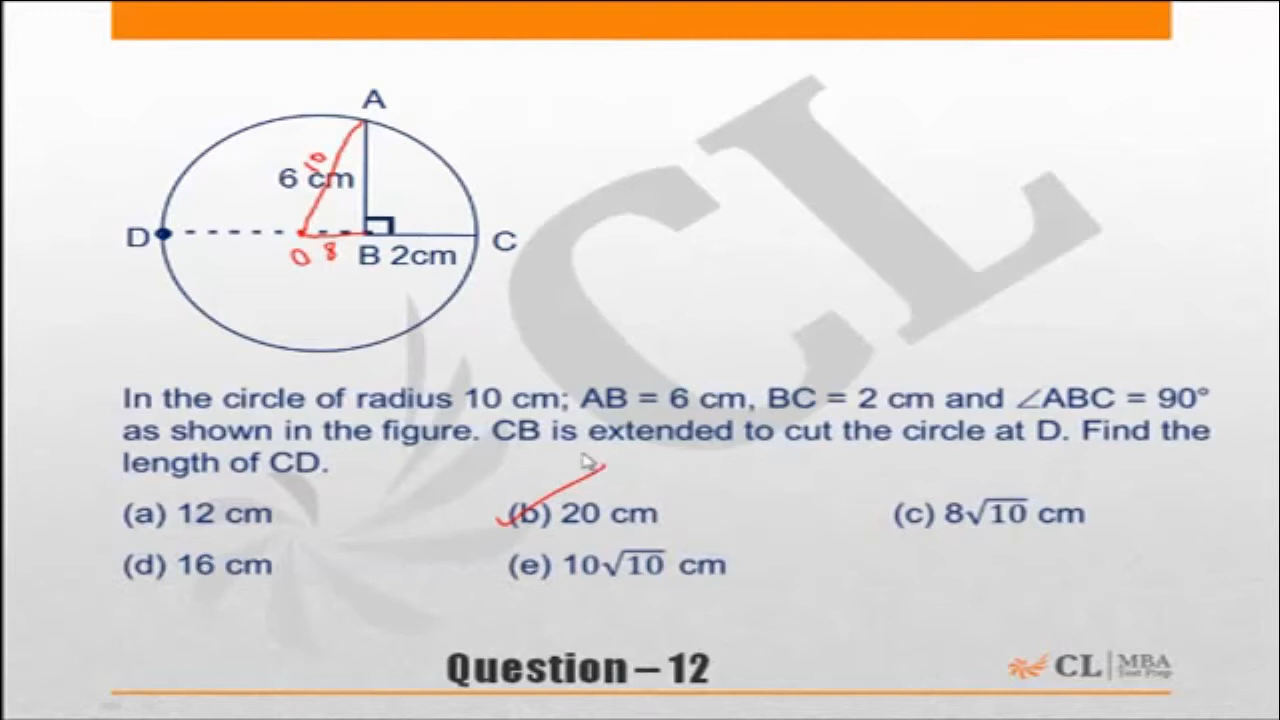 A
10
6 cm
D
O 8 B 2cm C
In the circle of radius 10 cm; AB = 6 cm, BC = 2 cm and ∠ABC = 90°
as shown in the figure. CB is extended to cut the circle at D. Find the
length of CD.
(a) 12 cm (b) 20 cm (c) 8√10 cm
(d) 16 cm (e) 10√10 cm
Question – 12
CL MBA
Test Prep
CL